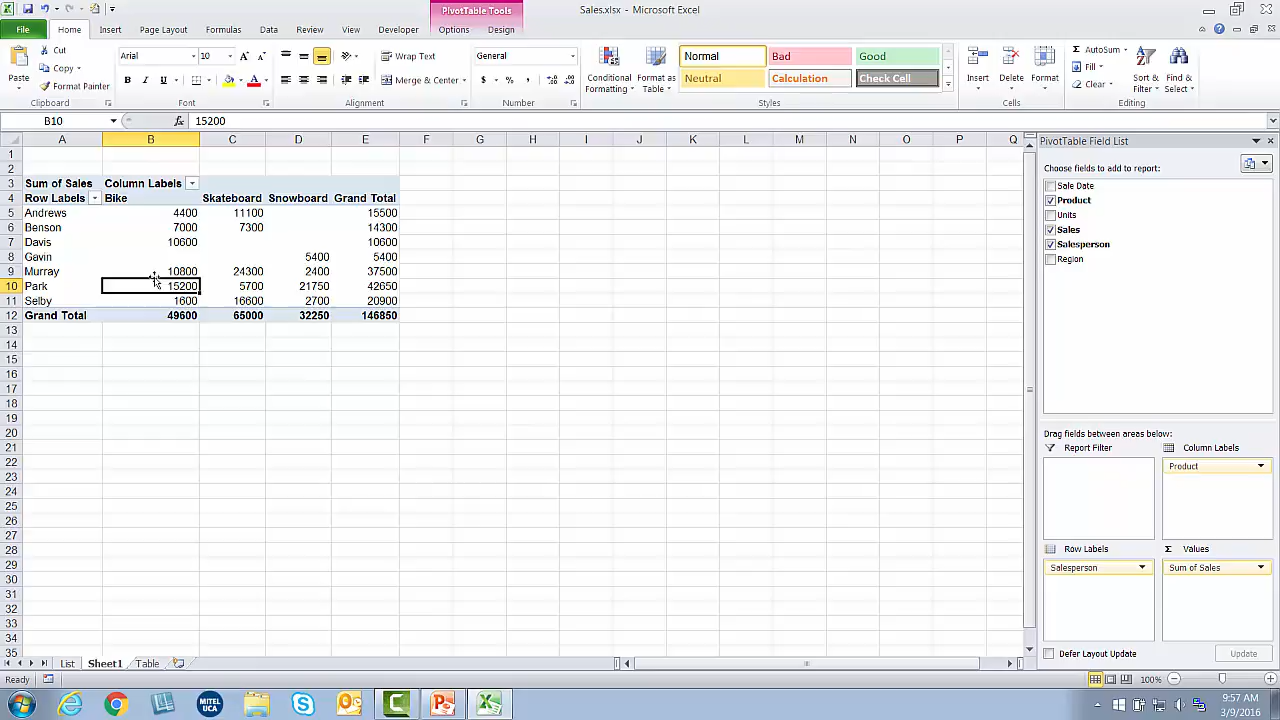 PivotTable Tools
Sales.xlsx — Microsoft Excel
File Home Insert Page Layout Formulas Data Review View Developer Options Design
Cut
Copy
Format Painter
Paste
Clipboard
Arial 10
B I U
Font
Wrap Text
Merge & Center
Alignment
General
$ % ,
Number
Conditional Formatting
Format as Table
Normal Bad Good
Neutral Calculation Check Cell
Styles
Insert Delete Format
Cells
AutoSum
Fill
Clear
Sort & Filter
Find & Select
Editing
B10 fx 15200
A B C D E F G H I J K L M N O P Q
1
2
3 Sum of Sales Column Labels
4 Row Labels Bike Skateboard Snowboard Grand Total
5 Andrews 4400 11100 15500
6 Benson 7000 7300 14300
7 Davis 10600 10600
8 Gavin 5400 5400
9 Murray 10800 24300 2400 37500
10 Park 15200 5700 21750 42650
11 Selby 1600 16600 2700 20900
12 Grand Total 49600 65000 32250 146850
13
14
15
16
17
18
19
20
21
22
23
24
25
26
27
28
29
30
31
32
33
34
35
PivotTable Field List
Choose fields to add to report:
Sale Date
Product
Units
Sales
Salesperson
Region
Drag fields between areas below:
Report Filter Column Labels
Product
Row Labels Σ Values
Salesperson Sum of Sales
Defer Layout Update Update
List Sheet1 Table
Ready 100%
MITEL UCA
9:57 AM
3/9/2016